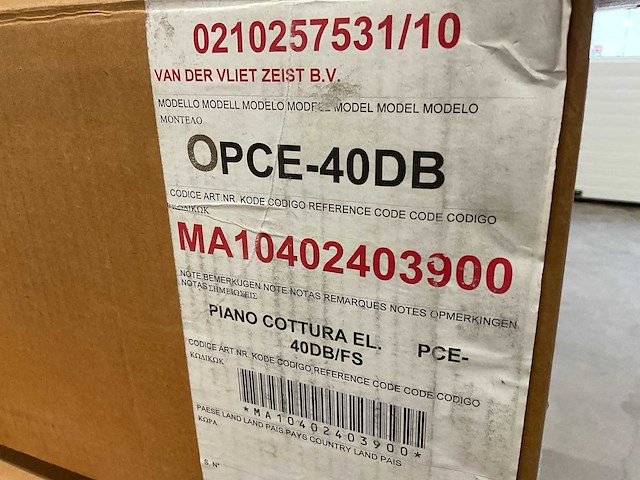 0210257531/10
VAN DER VLIET ZEIST B.V.
MODELLO MODELL MODELO MODELE MODEL MODEL MODELO
ΜΟΝΤΕΛΟ
OPCE-40DB
CODICE ART.NR. KODE CODIGO REFERENCE CODE CODE CODIGO
ΚΩΔΙΚΩΚ
MA10402403900
NOTE BEMERKUGEN NOTE NOTAS REMARQUES NOTES OPMERKINGEN
NOTAS ΣΗΜΕΙΩΣΕΙΣ
PIANO COTTURA EL. PCE-
40DB/FS
CODICE ART.NR. KODE CODIGO REFERENCE CODE CODE CODIGO
ΚΩΔΙΚΩΚ
*MA10402403900*
PAESE LAND LAND PAIS PAYS COUNTRY LAND PAIS
ΧΩΡΑ
S. N°